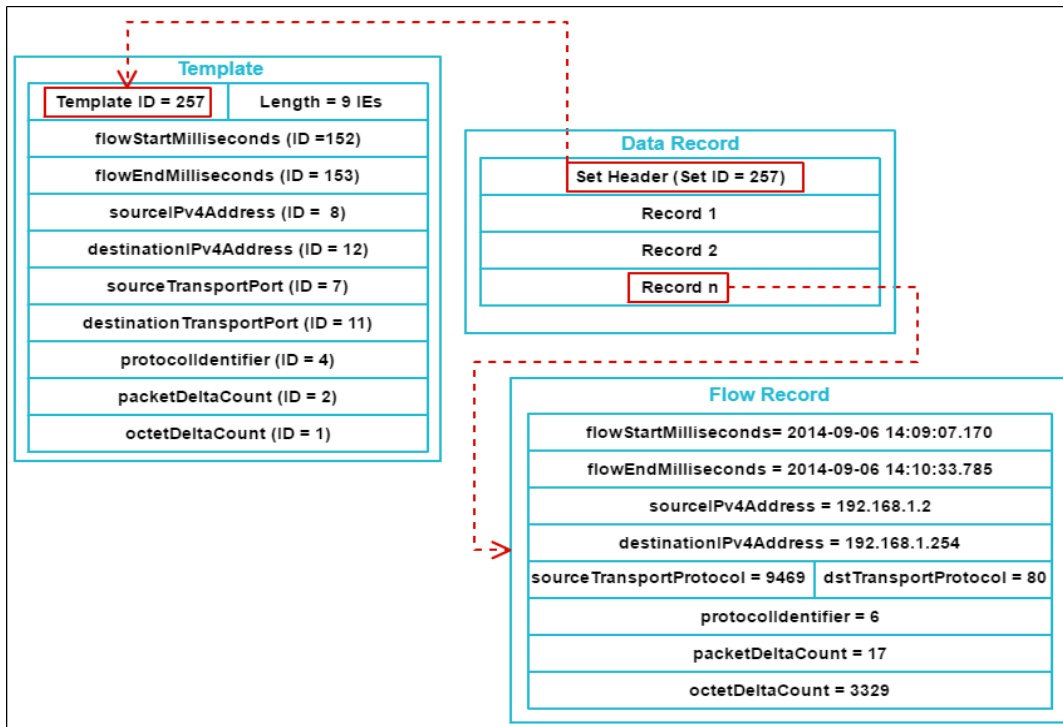 Template
Template ID = 257
Length = 9 IEs
flowStartMilliseconds (ID =152)
flowEndMilliseconds (ID = 153)
sourceIPv4Address (ID = 8)
destinationIPv4Address (ID = 12)
sourceTransportPort (ID = 7)
destinationTransportPort (ID = 11)
protocolIdentifier (ID = 4)
packetDeltaCount (ID = 2)
octetDeltaCount (ID = 1)
Data Record
Set Header (Set ID = 257)
Record 1
Record 2
Record n
Flow Record
flowStartMilliseconds= 2014-09-06 14:09:07.170
flowEndMilliseconds = 2014-09-06 14:10:33.785
sourceIPv4Address = 192.168.1.2
destinationIPv4Address = 192.168.1.254
sourceTransportProtocol = 9469
dstTransportProtocol = 80
protocolIdentifier = 6
packetDeltaCount = 17
octetDeltaCount = 3329